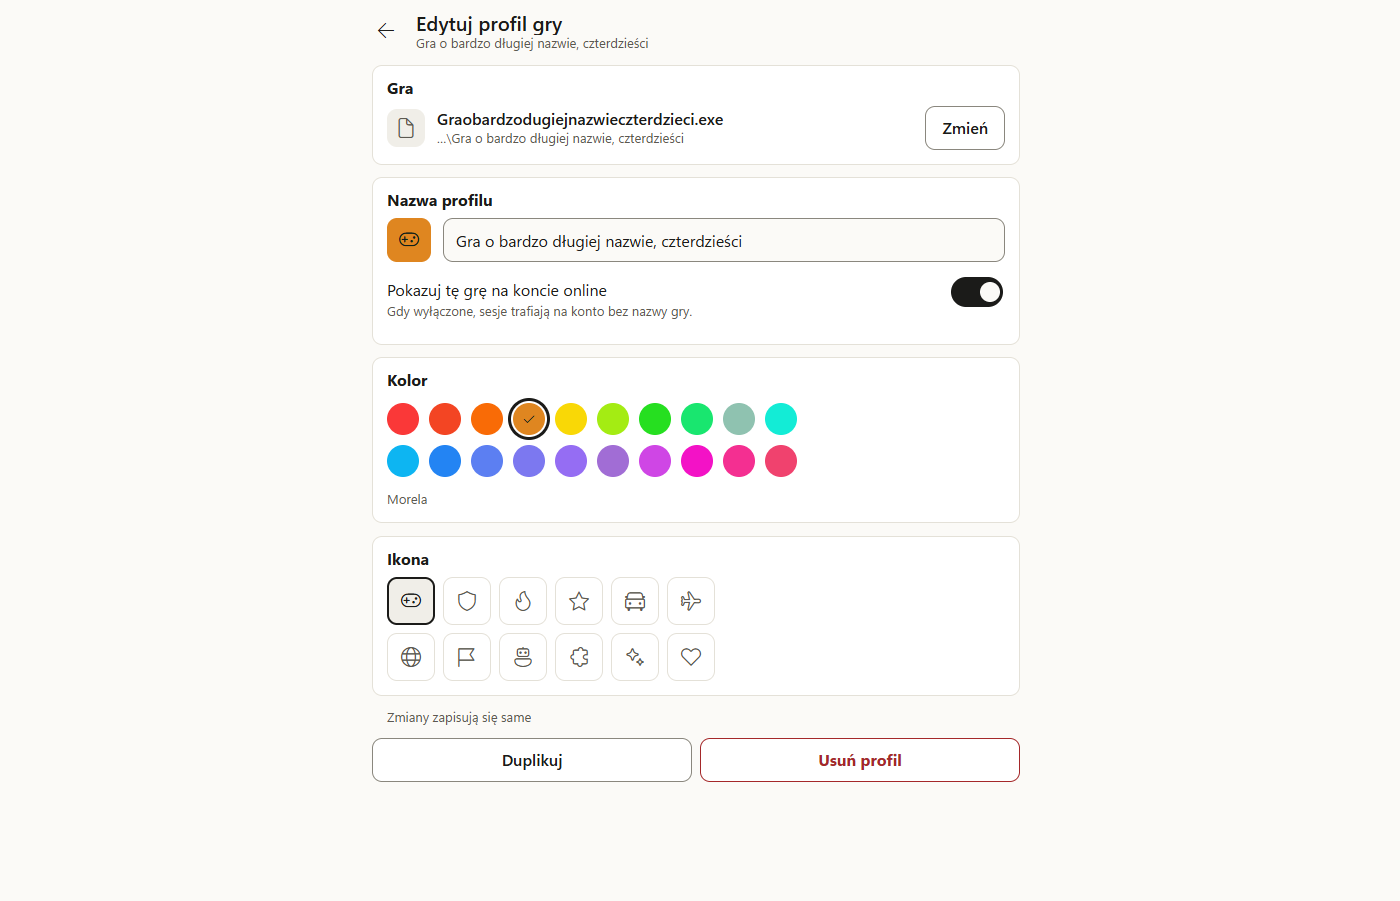 Edytuj profil gry
Gra o bardzo długiej nazwie, czterdzieści
Gra
Graobardzodugiejnazwieczterdzieci.exe
...\Gra o bardzo długiej nazwie, czterdzieści
Zmień
Nazwa profilu
Gra o bardzo długiej nazwie, czterdzieści
Pokazuj tę grę na koncie online
Gdy wyłączone, sesje trafiają na konto bez nazwy gry.
Kolor
Morela
Ikona
Zmiany zapisują się same
Duplikuj
Usuń profil